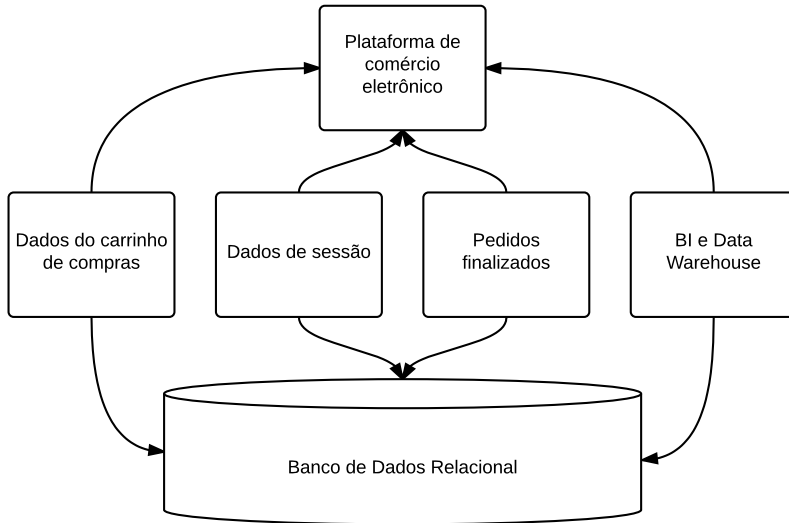 Plataforma de
comércio
eletrônico
Dados do carrinho
de compras
Dados de sessão
Pedidos
finalizados
BI e Data
Warehouse
Banco de Dados Relacional